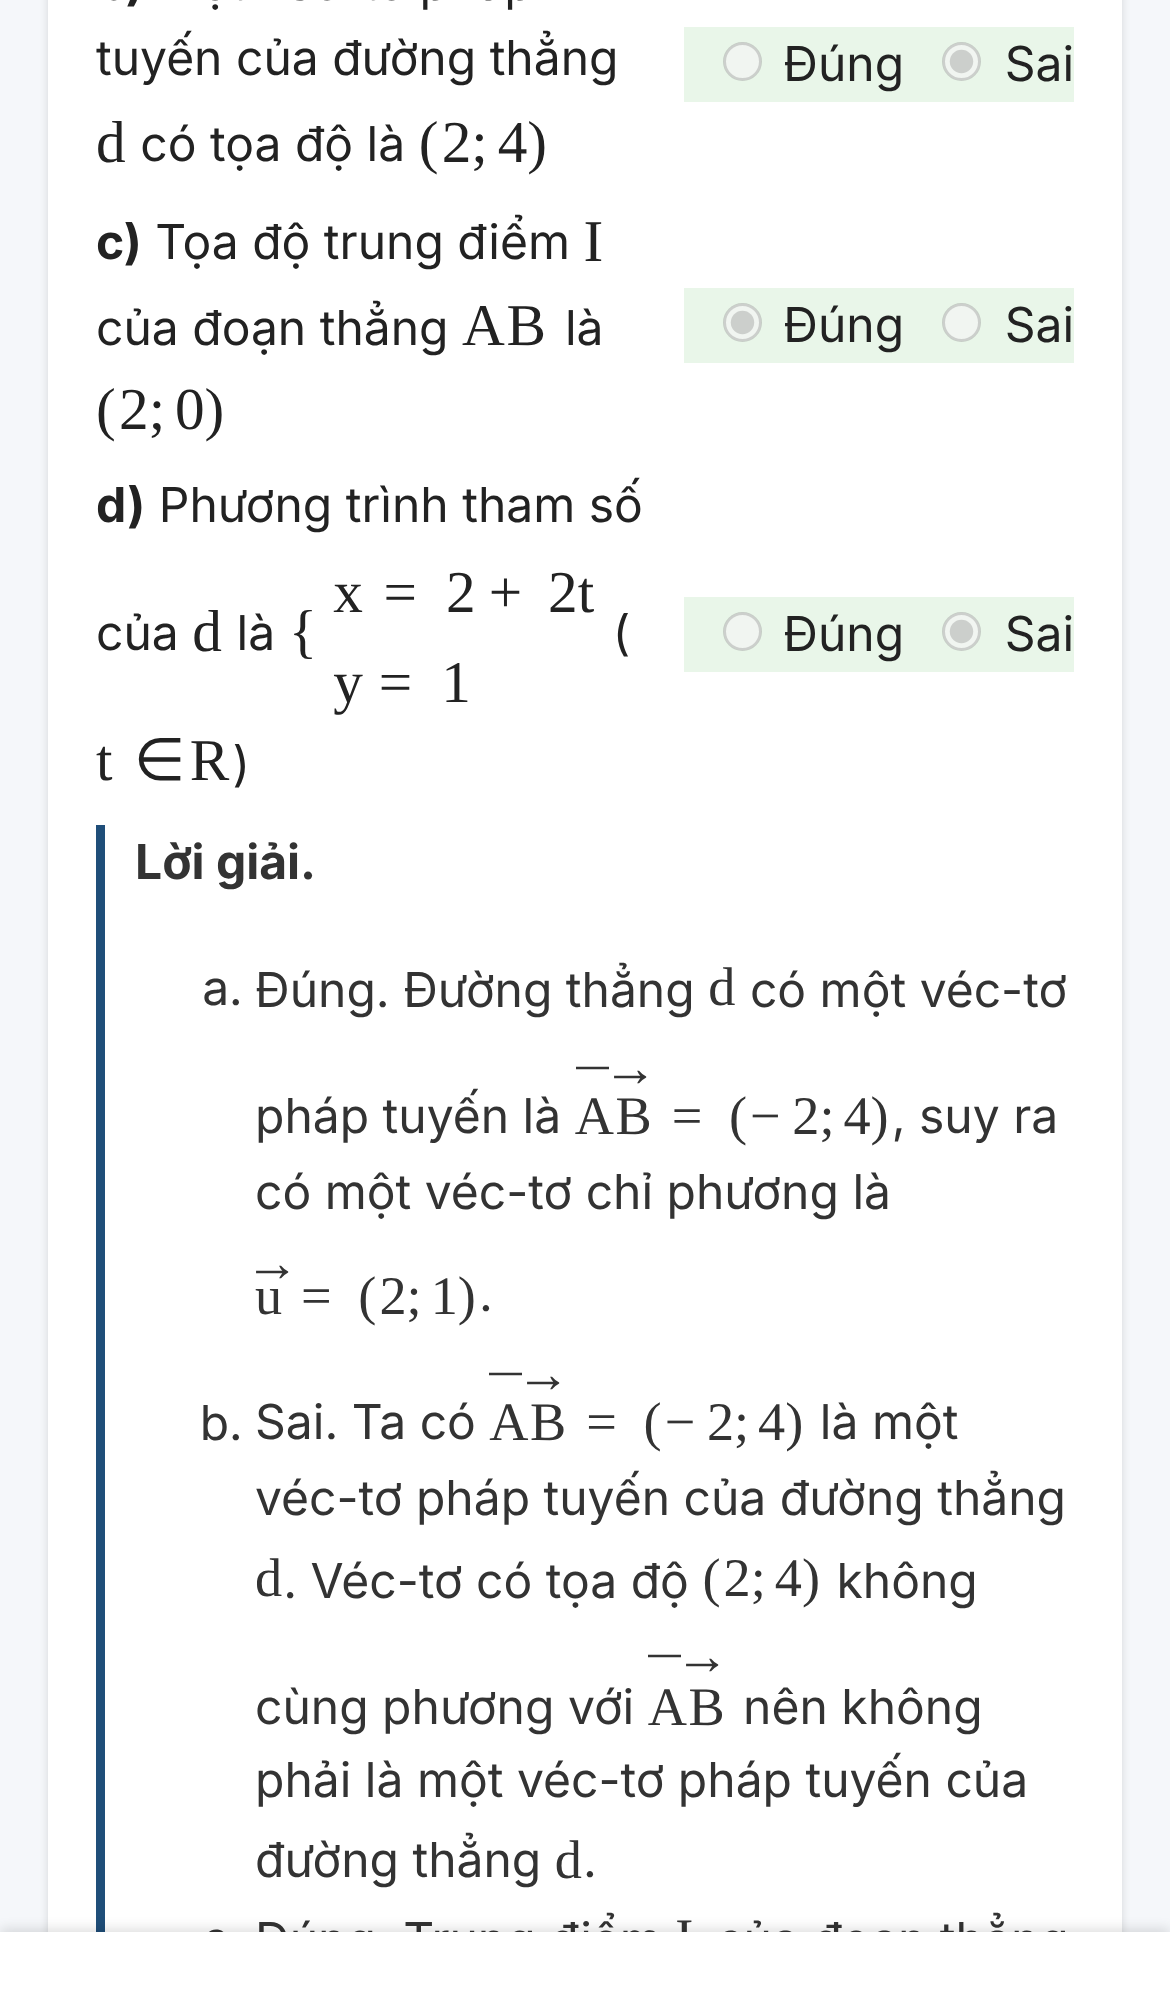 tuyến của đường thẳng
Đúng Sai
d có tọa độ là (2; 4)
c) Tọa độ trung điểm I
của đoạn thẳng AB là
Đúng Sai
(2; 0)
d) Phương trình tham số
x = 2 + 2t
của d là { (
Đúng Sai
y = 1
t ∈R)
Lời giải.
a. Đúng. Đường thẳng d có một véc-tơ
pháp tuyến là AB = (− 2; 4), suy ra
có một véc-tơ chỉ phương là
u = (2; 1).
b. Sai. Ta có AB = (− 2; 4) là một
véc-tơ pháp tuyến của đường thẳng
d. Véc-tơ có tọa độ (2; 4) không
cùng phương với AB nên không
phải là một véc-tơ pháp tuyến của
đường thẳng d.